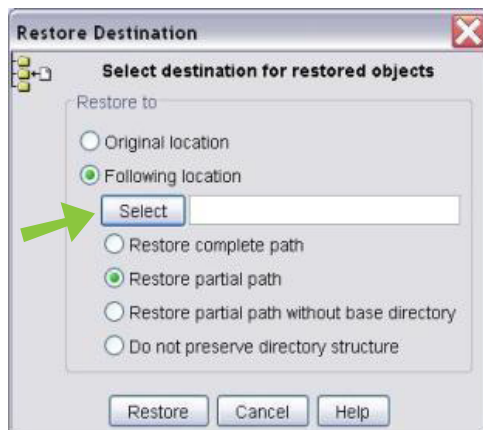 Restore Destination
Select destination for restored objects
Restore to
Original location
Following location
Select
Restore complete path
Restore partial path
Restore partial path without base directory
Do not preserve directory structure
Restore Cancel Help